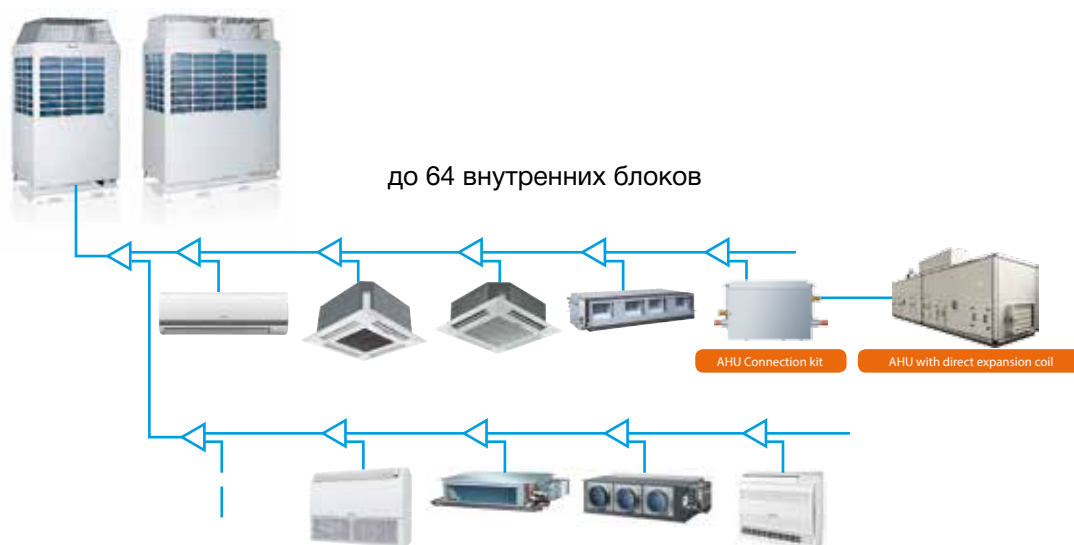 до 64 внутренних блоков
AHU Connection kit
AHU with direct expansion coil